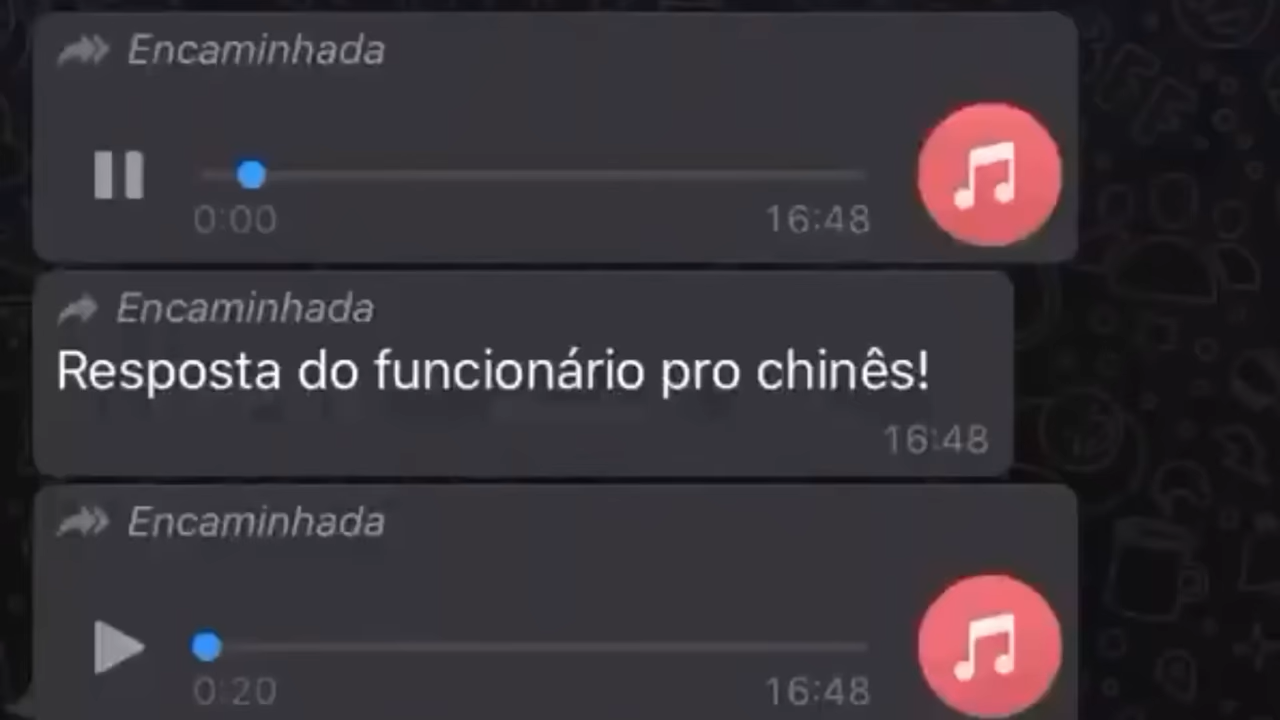 Encaminhada
0:00 16:48
Encaminhada
Resposta do funcionário pro chinês!
16:48
Encaminhada
0:20 16:48